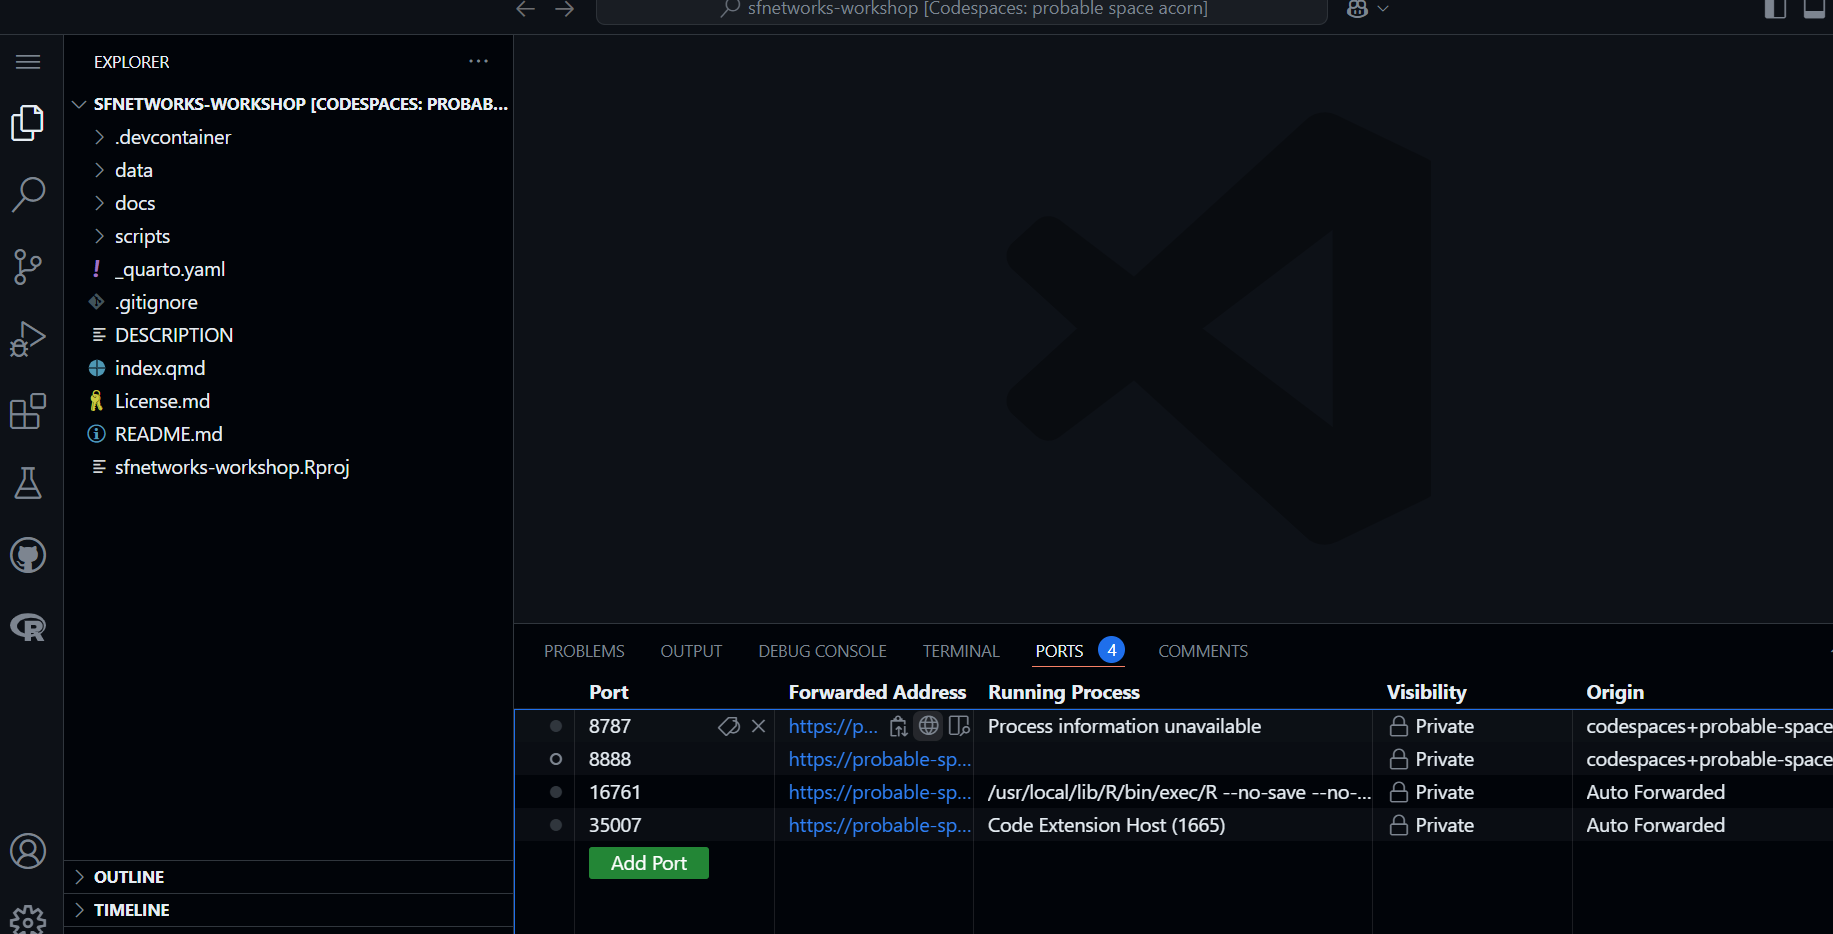 sfnetworks-workshop [Codespaces: probable space acorn]
EXPLORER
SFNETWORKS-WORKSHOP [CODESPACES: PROBAB...
.devcontainer
data
docs
scripts
! _quarto.yaml
.gitignore
DESCRIPTION
index.qmd
License.md
README.md
sfnetworks-workshop.Rproj
OUTLINE
TIMELINE
PROBLEMS OUTPUT DEBUG CONSOLE TERMINAL PORTS 4 COMMENTS
Port Forwarded Address Running Process Visibility Origin
8787 https://p... Process information unavailable Private codespaces+probable-space
8888 https://probable-sp... Private codespaces+probable-space
16761 https://probable-sp... /usr/local/lib/R/bin/exec/R --no-save --no-... Private Auto Forwarded
35007 https://probable-sp... Code Extension Host (1665) Private Auto Forwarded
Add Port